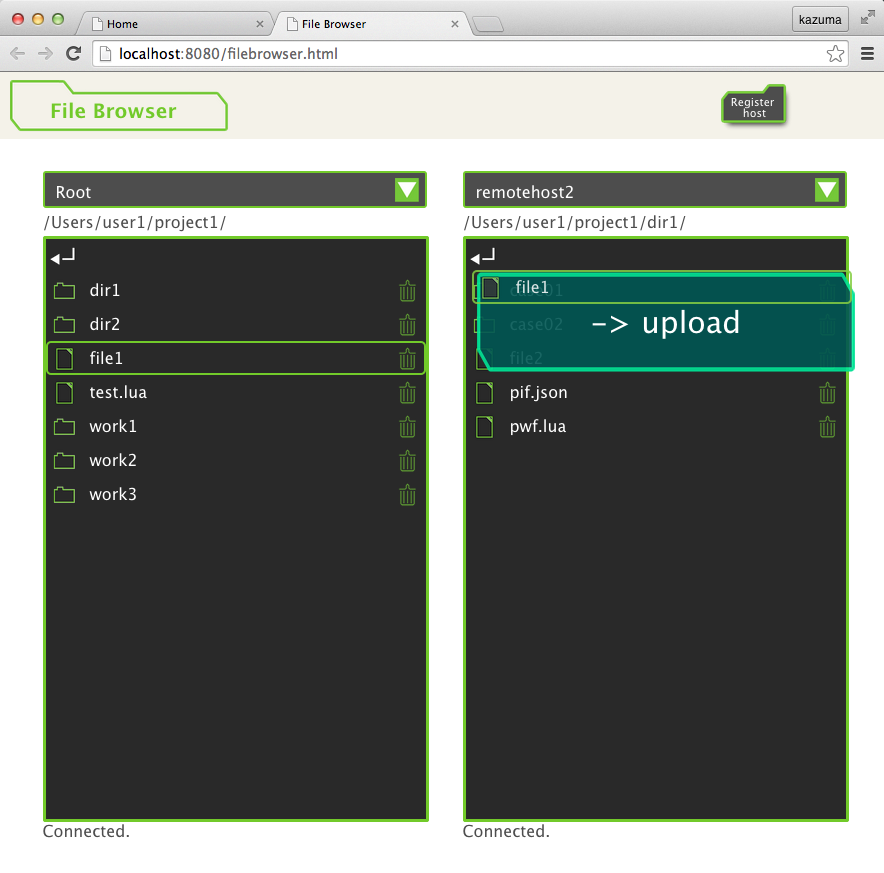 Home
File Browser
kazuma
localhost:8080/filebrowser.html
File Browser
Register
host
Root
/Users/user1/project1/
dir1
dir2
file1
test.lua
work1
work2
work3
Connected.
remotehost2
/Users/user1/project1/dir1/
file1
case01
case02
-> upload
file2
pif.json
pwf.lua
Connected.